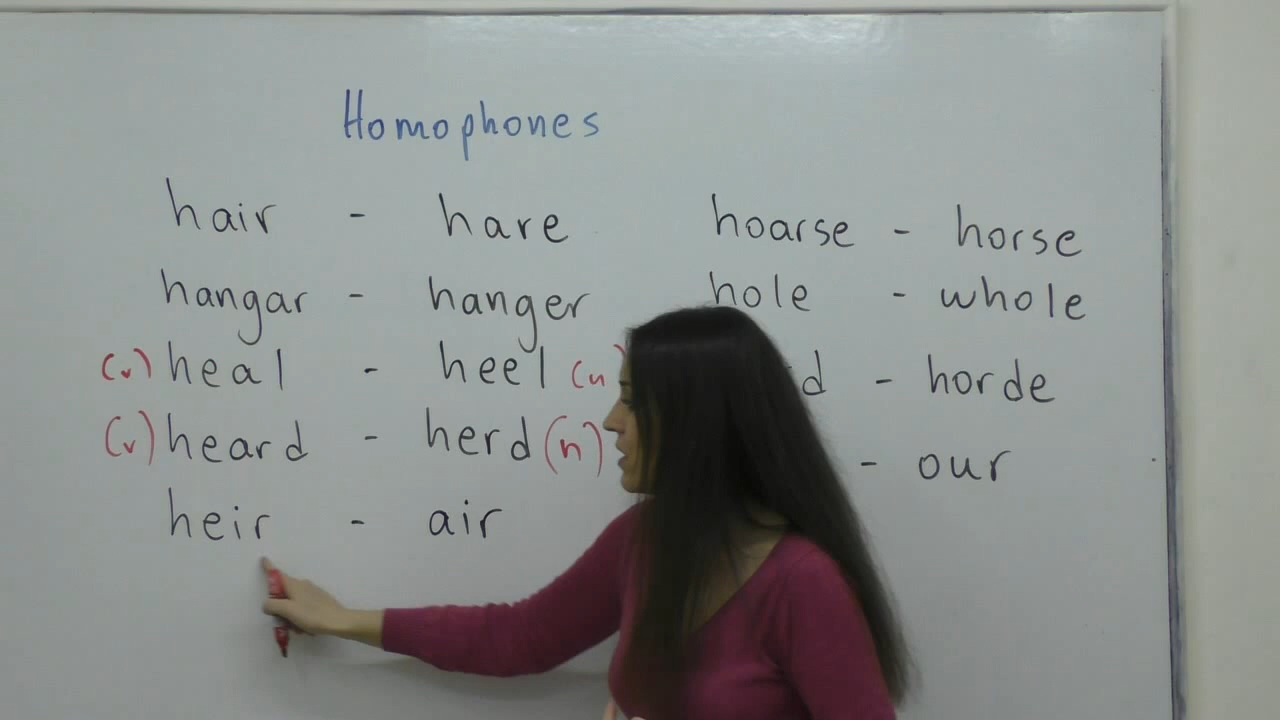 Homophones
hair - hare
hangar - hanger
(v) heal - heel (n
(v) heard - herd (n)
heir - air
hoarse - horse
hole - whole
- horde
- our